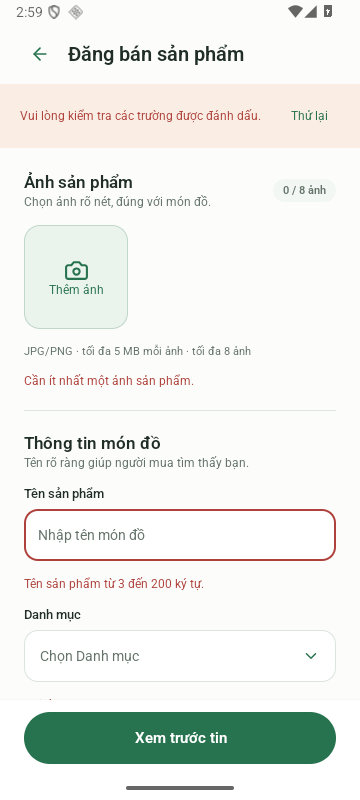 2:59
Đăng bán sản phẩm
Vui lòng kiểm tra các trường được đánh dấu.
Thử lại
Ảnh sản phẩm
Chọn ảnh rõ nét, đúng với món đồ.
0 / 8 ảnh
Thêm ảnh
JPG/PNG · tối đa 5 MB mỗi ảnh · tối đa 8 ảnh
Cần ít nhất một ảnh sản phẩm.
Thông tin món đồ
Tên rõ ràng giúp người mua tìm thấy bạn.
Tên sản phẩm
Nhập tên món đồ
Tên sản phẩm từ 3 đến 200 ký tự.
Danh mục
Chọn Danh mục
Xem trước tin